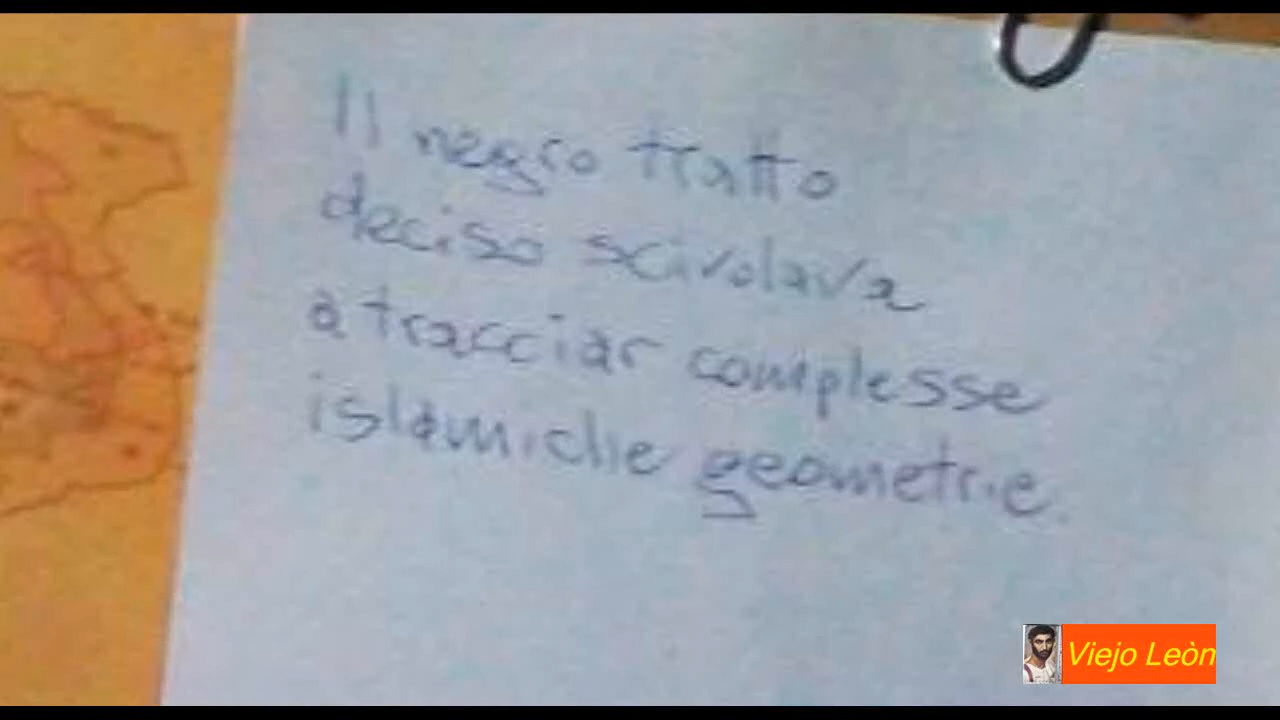 Il negro tratto
deciso scivolava
a tracciar complesse
islamiche geometrie.
Viejo Leòn